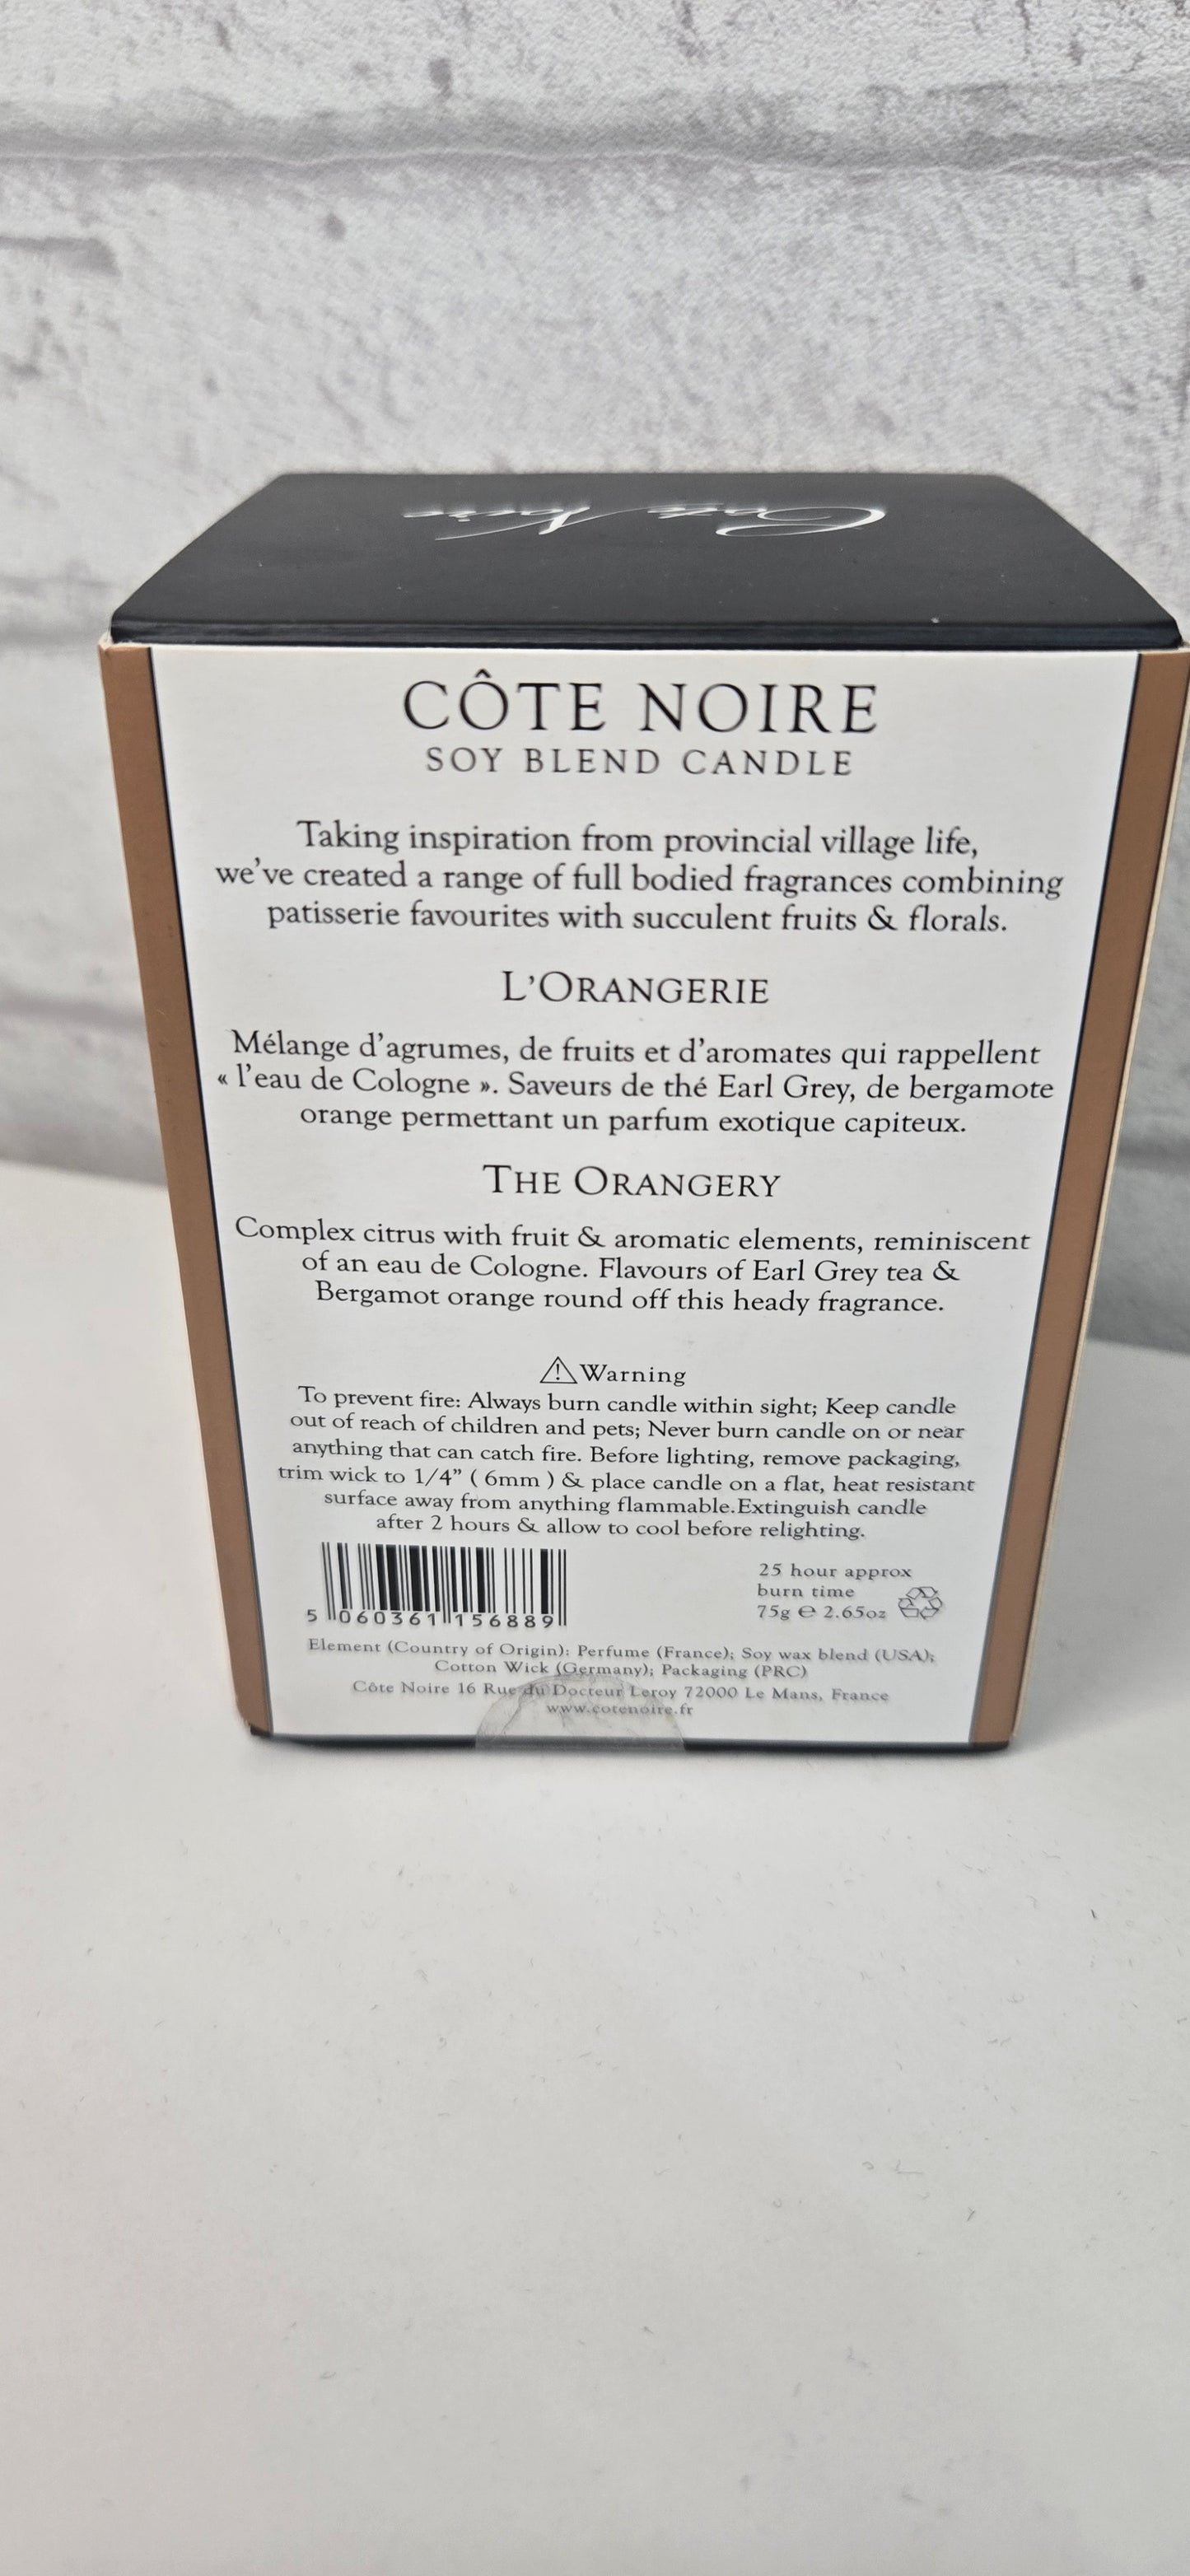 Côte Noire
CÔTE NOIRE
SOY BLEND CANDLE
Taking inspiration from provincial village life,
we've created a range of full bodied fragrances combining
patisserie favourites with succulent fruits & florals.
L'ORANGERIE
Mélange d'agrumes, de fruits et d'aromates qui rappellent
« l'eau de Cologne ». Saveurs de thé Earl Grey, de bergamote
orange permettant un parfum exotique capiteux.
THE ORANGERY
Complex citrus with fruit & aromatic elements, reminiscent
of an eau de Cologne. Flavours of Earl Grey tea &
Bergamot orange round off this heady fragrance.
⚠Warning
To prevent fire: Always burn candle within sight; Keep candle
out of reach of children and pets; Never burn candle on or near
anything that can catch fire. Before lighting, remove packaging,
trim wick to 1/4” ( 6mm ) & place candle on a flat, heat resistant
surface away from anything flammable.Extinguish candle
after 2 hours & allow to cool before relighting.
25 hour approx
burn time
75g ℮ 2.65oz
5 060361 156889
Element (Country of Origin): Perfume (France); Soy wax blend (USA);
Cotton Wick (Germany); Packaging (PRC)
Côte Noire 16 Rue du Docteur Leroy 72000 Le Mans, France
www.cotenoire.fr